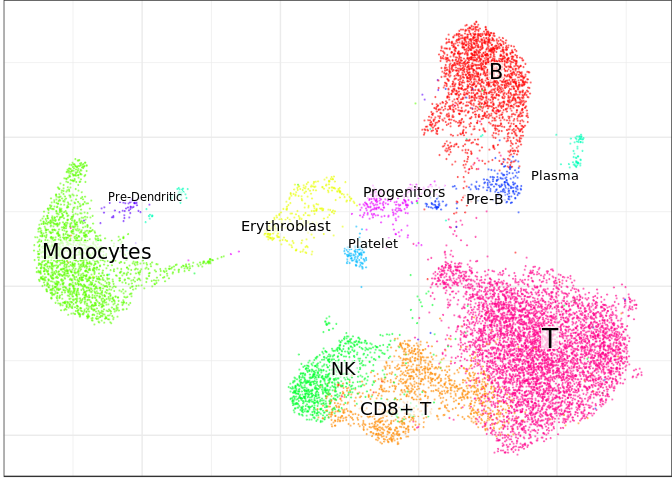 B
Plasma
Pre-Dendritic
Progenitors
Pre-B
Erythroblast
Platelet
Monocytes
T
NK
CD8+ T